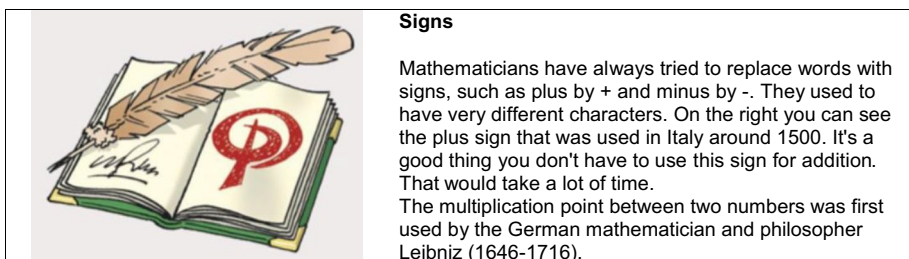 Signs
Mathematicians have always tried to replace words with
signs, such as plus by + and minus by -. They used to
have very different characters. On the right you can see
the plus sign that was used in Italy around 1500. It's a
good thing you don't have to use this sign for addition.
That would take a lot of time.
The multiplication point between two numbers was first
used by the German mathematician and philosopher
Leibniz (1646-1716).